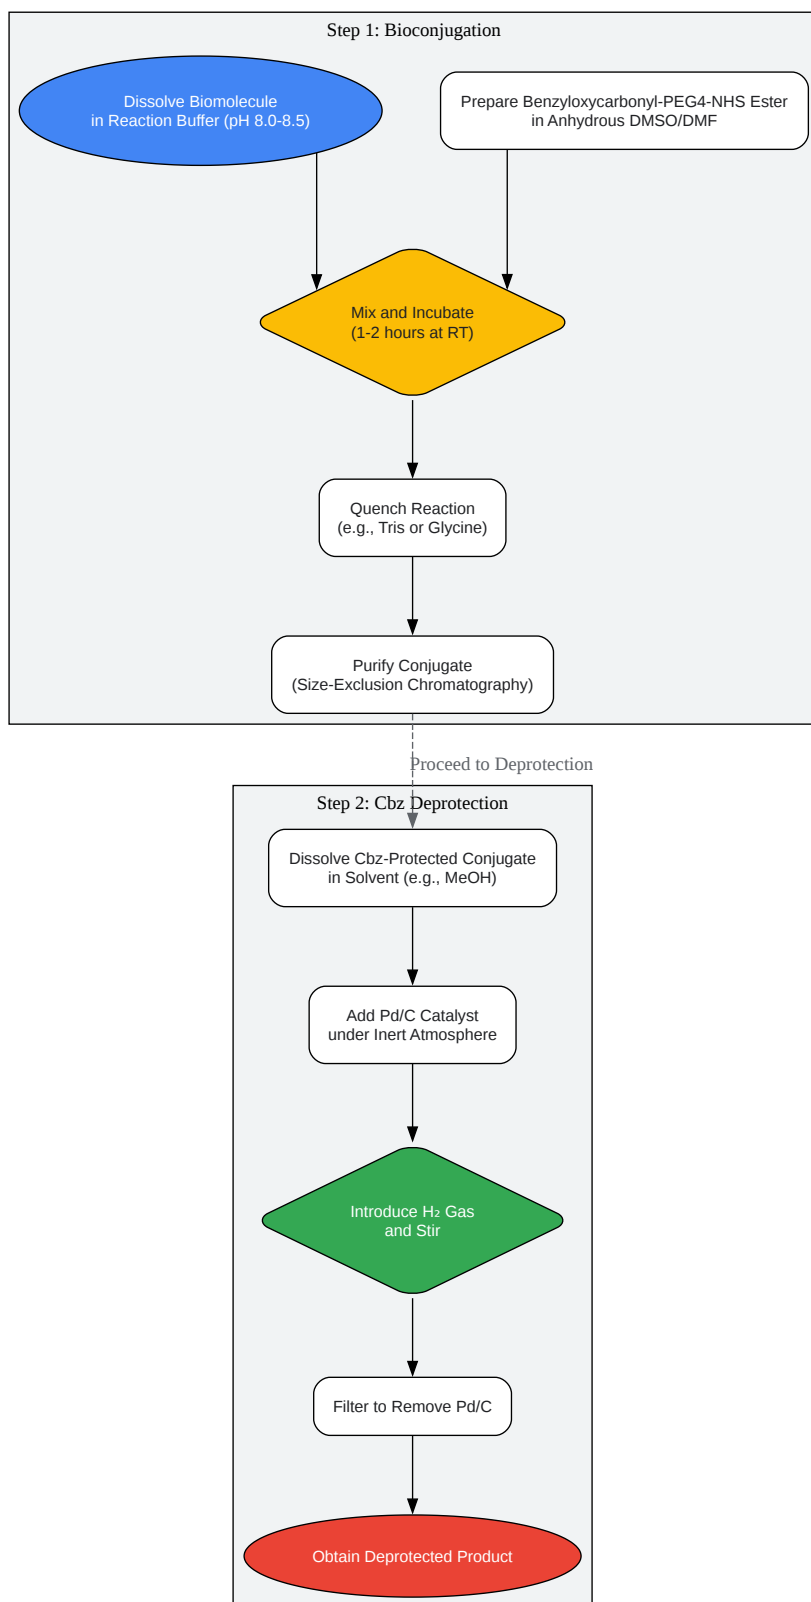 Step 1: Bioconjugation
Dissolve Biomolecule
in Reaction Buffer (pH 8.0-8.5)
Prepare Benzyloxycarbonyl-PEG4-NHS Ester
in Anhydrous DMSO/DMF
Mix and Incubate
(1-2 hours at RT)
Quench Reaction
(e.g., Tris or Glycine)
Purify Conjugate
(Size-Exclusion Chromatography)
Proceed to Deprotection
Step 2: Cbz Deprotection
Dissolve Cbz-Protected Conjugate
in Solvent (e.g., MeOH)
Add Pd/C Catalyst
under Inert Atmosphere
Introduce H₂ Gas
and Stir
Filter to Remove Pd/C
Obtain Deprotected Product